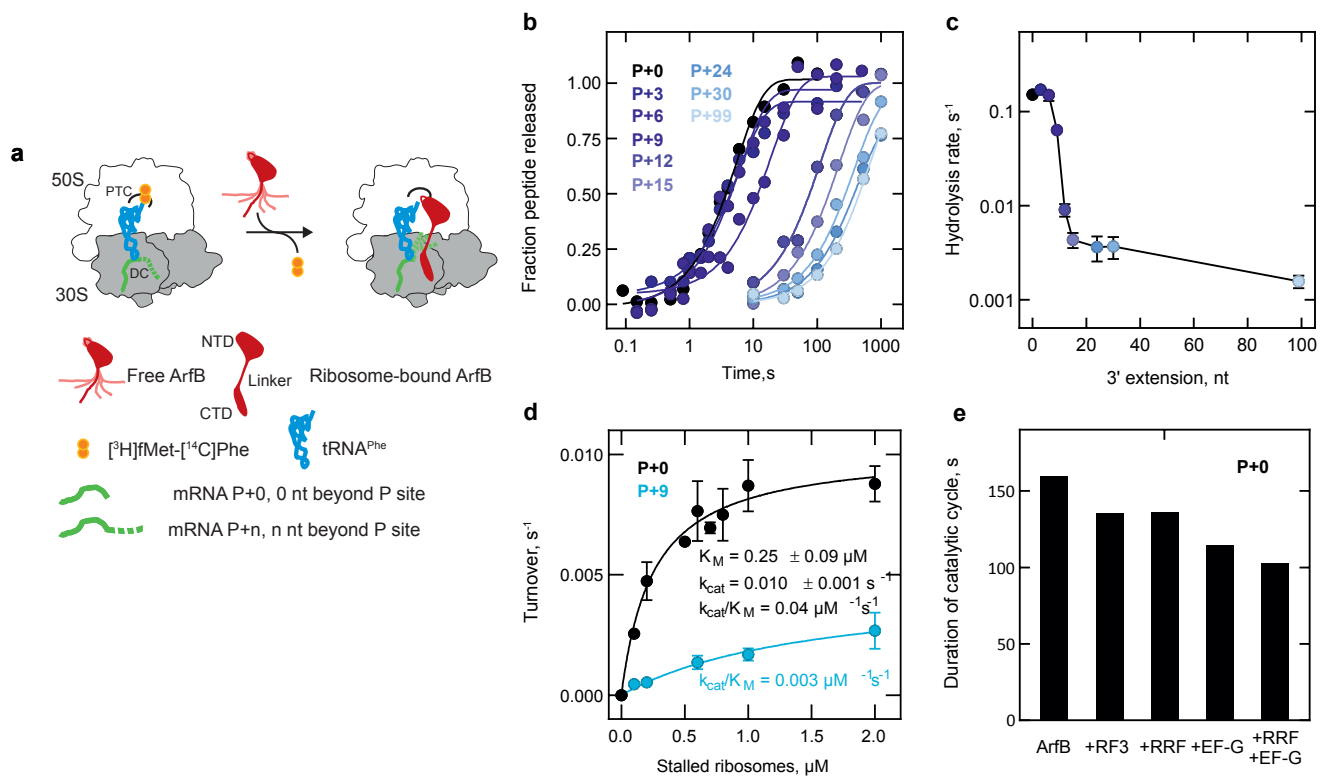 a
50S
PTC
DC
30S
NTD
Free ArfB
Linker
Ribosome-bound ArfB
CTD
[³H]fMet-[¹⁴C]Phe
tRNAᴾʰᵉ
mRNA P+0, 0 nt beyond P site
mRNA P+n, n nt beyond P site
b
Fraction peptide released
1.00
0.75
0.50
0.25
0.00
P+0 P+24
P+3 P+30
P+6 P+99
P+9
P+12
P+15
0.1 1 10 100 1000
Time,s
c
Hydrolysis rate, s⁻¹
0.1
0.01
0.001
0 20 40 60 80 100
3' extension, nt
d
Turnover, s⁻¹
0.010
0.005
0.000
P+0
P+9
K_M = 0.25 ± 0.09 µM
k_cat = 0.010 ± 0.001 s⁻¹
k_cat/K_M = 0.04 µM ⁻¹s⁻¹
k_cat/K_M = 0.003 µM ⁻¹s⁻¹
0.0 0.5 1.0 1.5 2.0
Stalled ribosomes, µM
e
Duration of catalytic cycle, s
P+0
150
100
50
0
ArfB +RF3 +RRF +EF-G +RRF
+EF-G